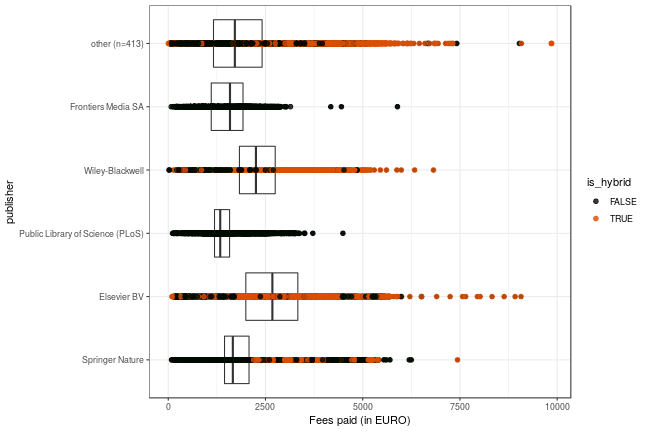 publisher
other (n=413)
Frontiers Media SA
Wiley-Blackwell
Public Library of Science (PLoS)
Elsevier BV
Springer Nature
0 2500 5000 7500 10000
Fees paid (in EURO)
is_hybrid
FALSE
TRUE